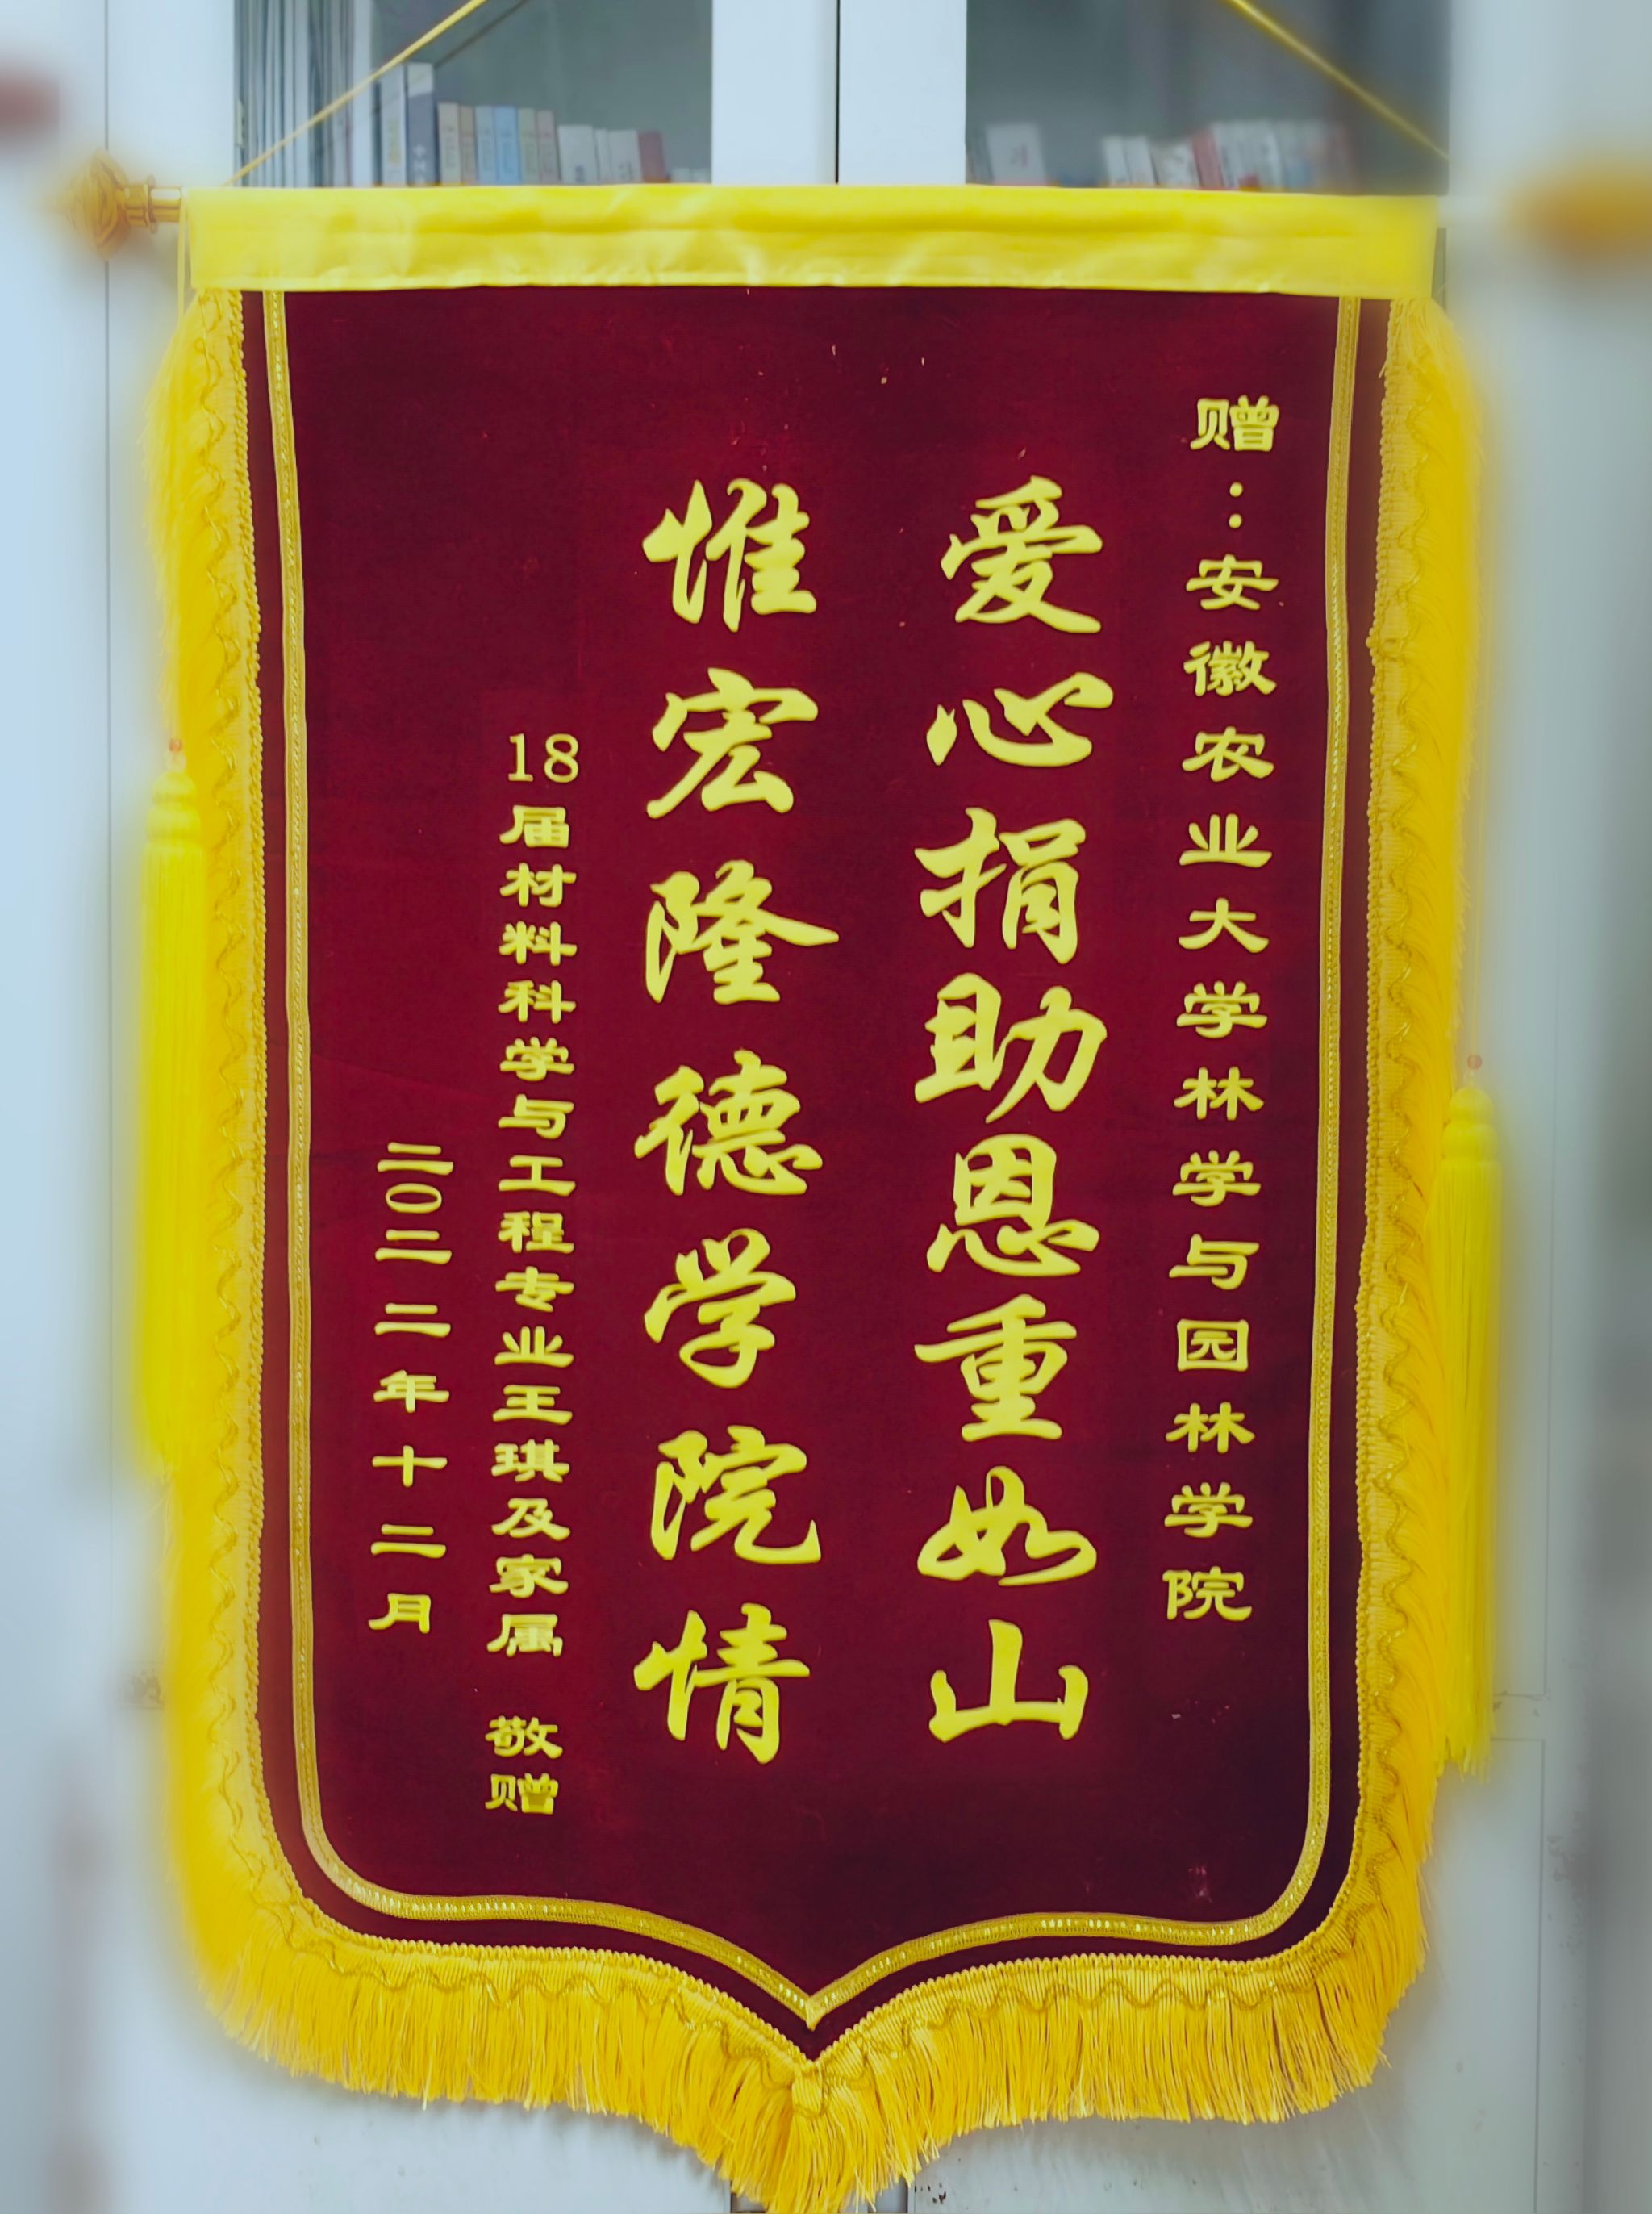 赠：安徽农业大学林学与园林学院
爱心捐助恩重如山
惟宏隆德学院情
18届材料科学与工程专业王琪及家属 敬赠
二〇二二年十二月